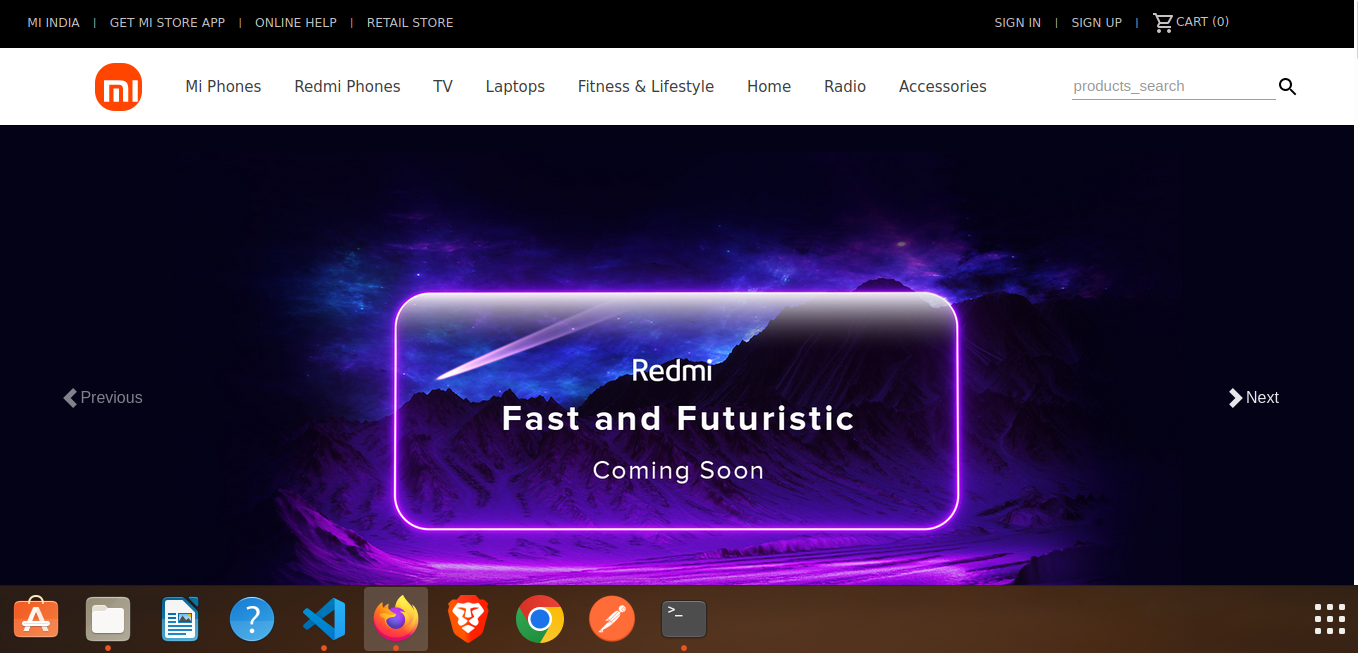 MI INDIA | GET MI STORE APP | ONLINE HELP | RETAIL STORE SIGN IN | SIGN UP | CART (0)
mi Mi Phones Redmi Phones TV Laptops Fitness & Lifestyle Home Radio Accessories products_search
Redmi
Previous Next
Fast and Futuristic
Coming Soon
A ? >_